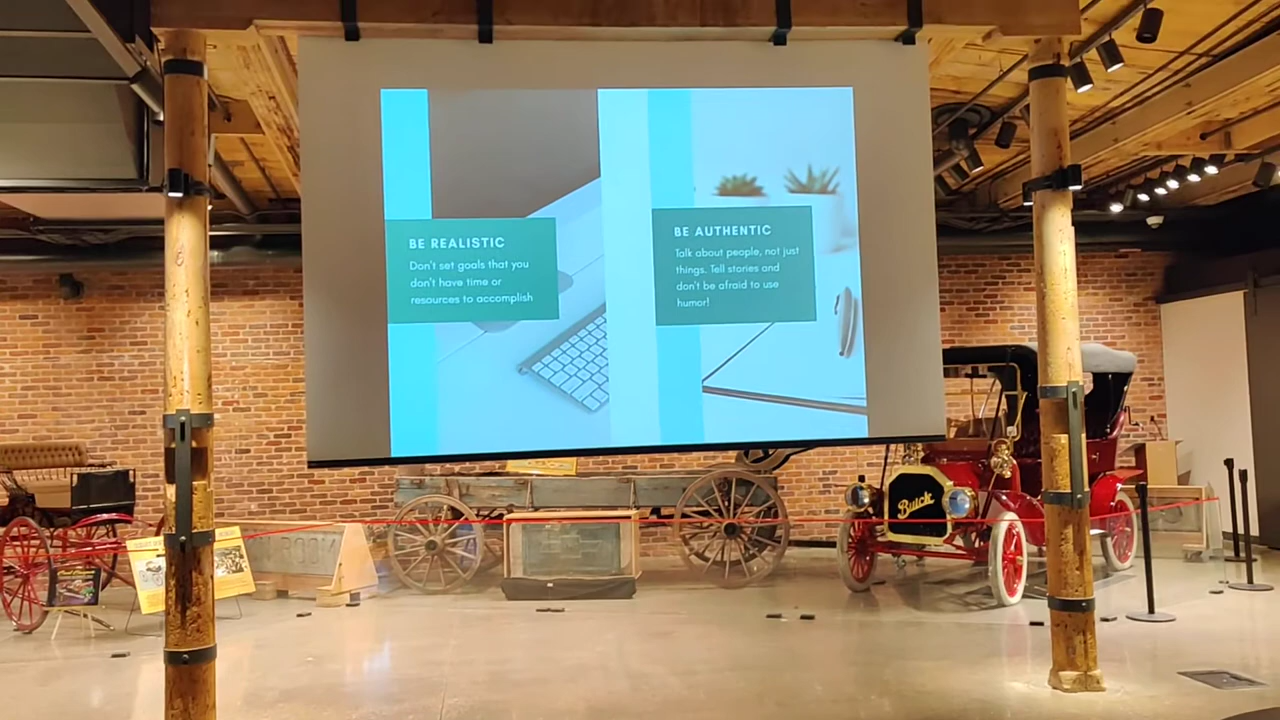 BE REALISTIC
Don't set goals that you
don't have time or
resources to accomplish
BE AUTHENTIC
Talk about people, not just
things. Tell stories and
don't be afraid to use
humor!
Buick